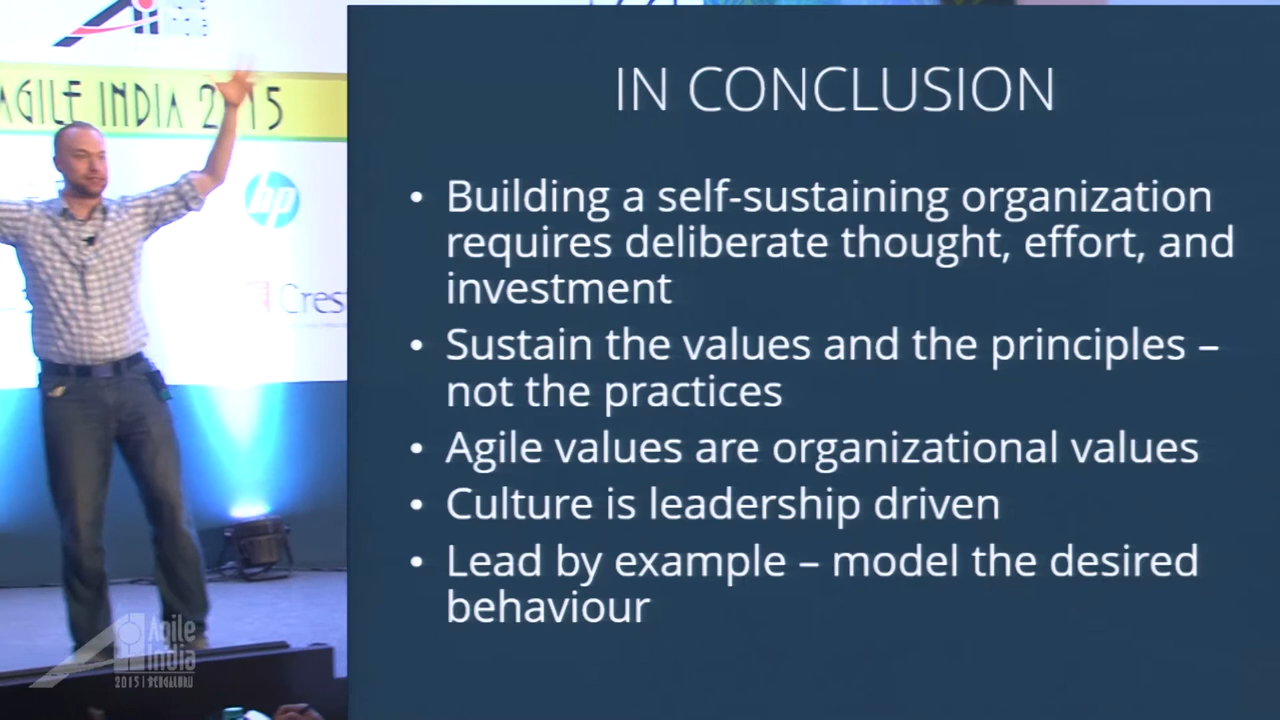 AGILE INDIA 2015
hp
Cres
IN CONCLUSION
• Building a self-sustaining organization
requires deliberate thought, effort, and
investment
• Sustain the values and the principles –
not the practices
• Agile values are organizational values
• Culture is leadership driven
• Lead by example – model the desired
behaviour
Agile
India
2015 | BENGALURU